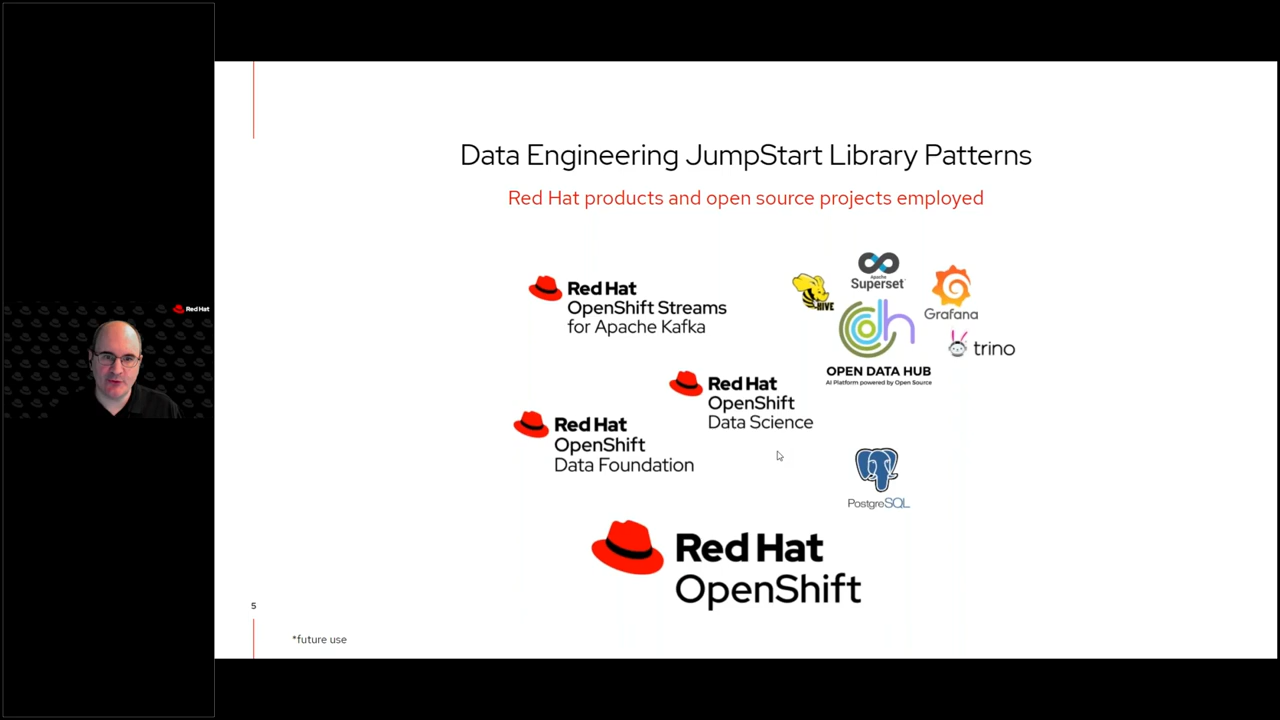 Data Engineering JumpStart Library Patterns
Red Hat products and open source projects employed
Red Hat
OpenShift Streams
for Apache Kafka
HIVE
Apache
Superset
Grafana
trino
OPEN DATA HUB
AI Platform powered by Open Source
Red Hat
OpenShift
Data Science
Red Hat
OpenShift
Data Foundation
PostgreSQL
Red Hat
OpenShift
5
*future use
Red Hat